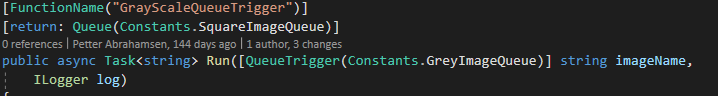 [FunctionName("GrayScaleQueueTrigger")]
[return: Queue(Constants.SquareImageQueue)]
0 references | Petter Abrahamsen, 144 days ago | 1 author, 3 changes
public async Task<string> Run([QueueTrigger(Constants.GreyImageQueue)] string imageName,
ILogger log)
{